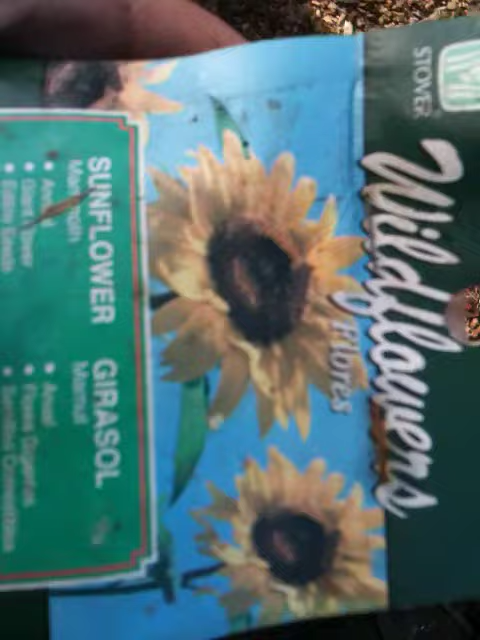 STOVER
Wildflowers
Flores
SUNFLOWER
Mammoth
• Annual
• Giant Flower
• Edible Seeds
GIRASOL
Mamut
• Anual
• Flores Gigantes
• Semillas Comestibles